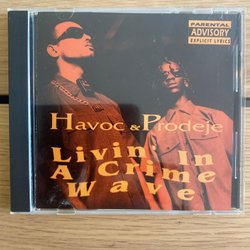 PARENTAL
ADVISORY
EXPLICIT LYRICS
Havoc & Prodeje
Livin In
A Crime
Wave